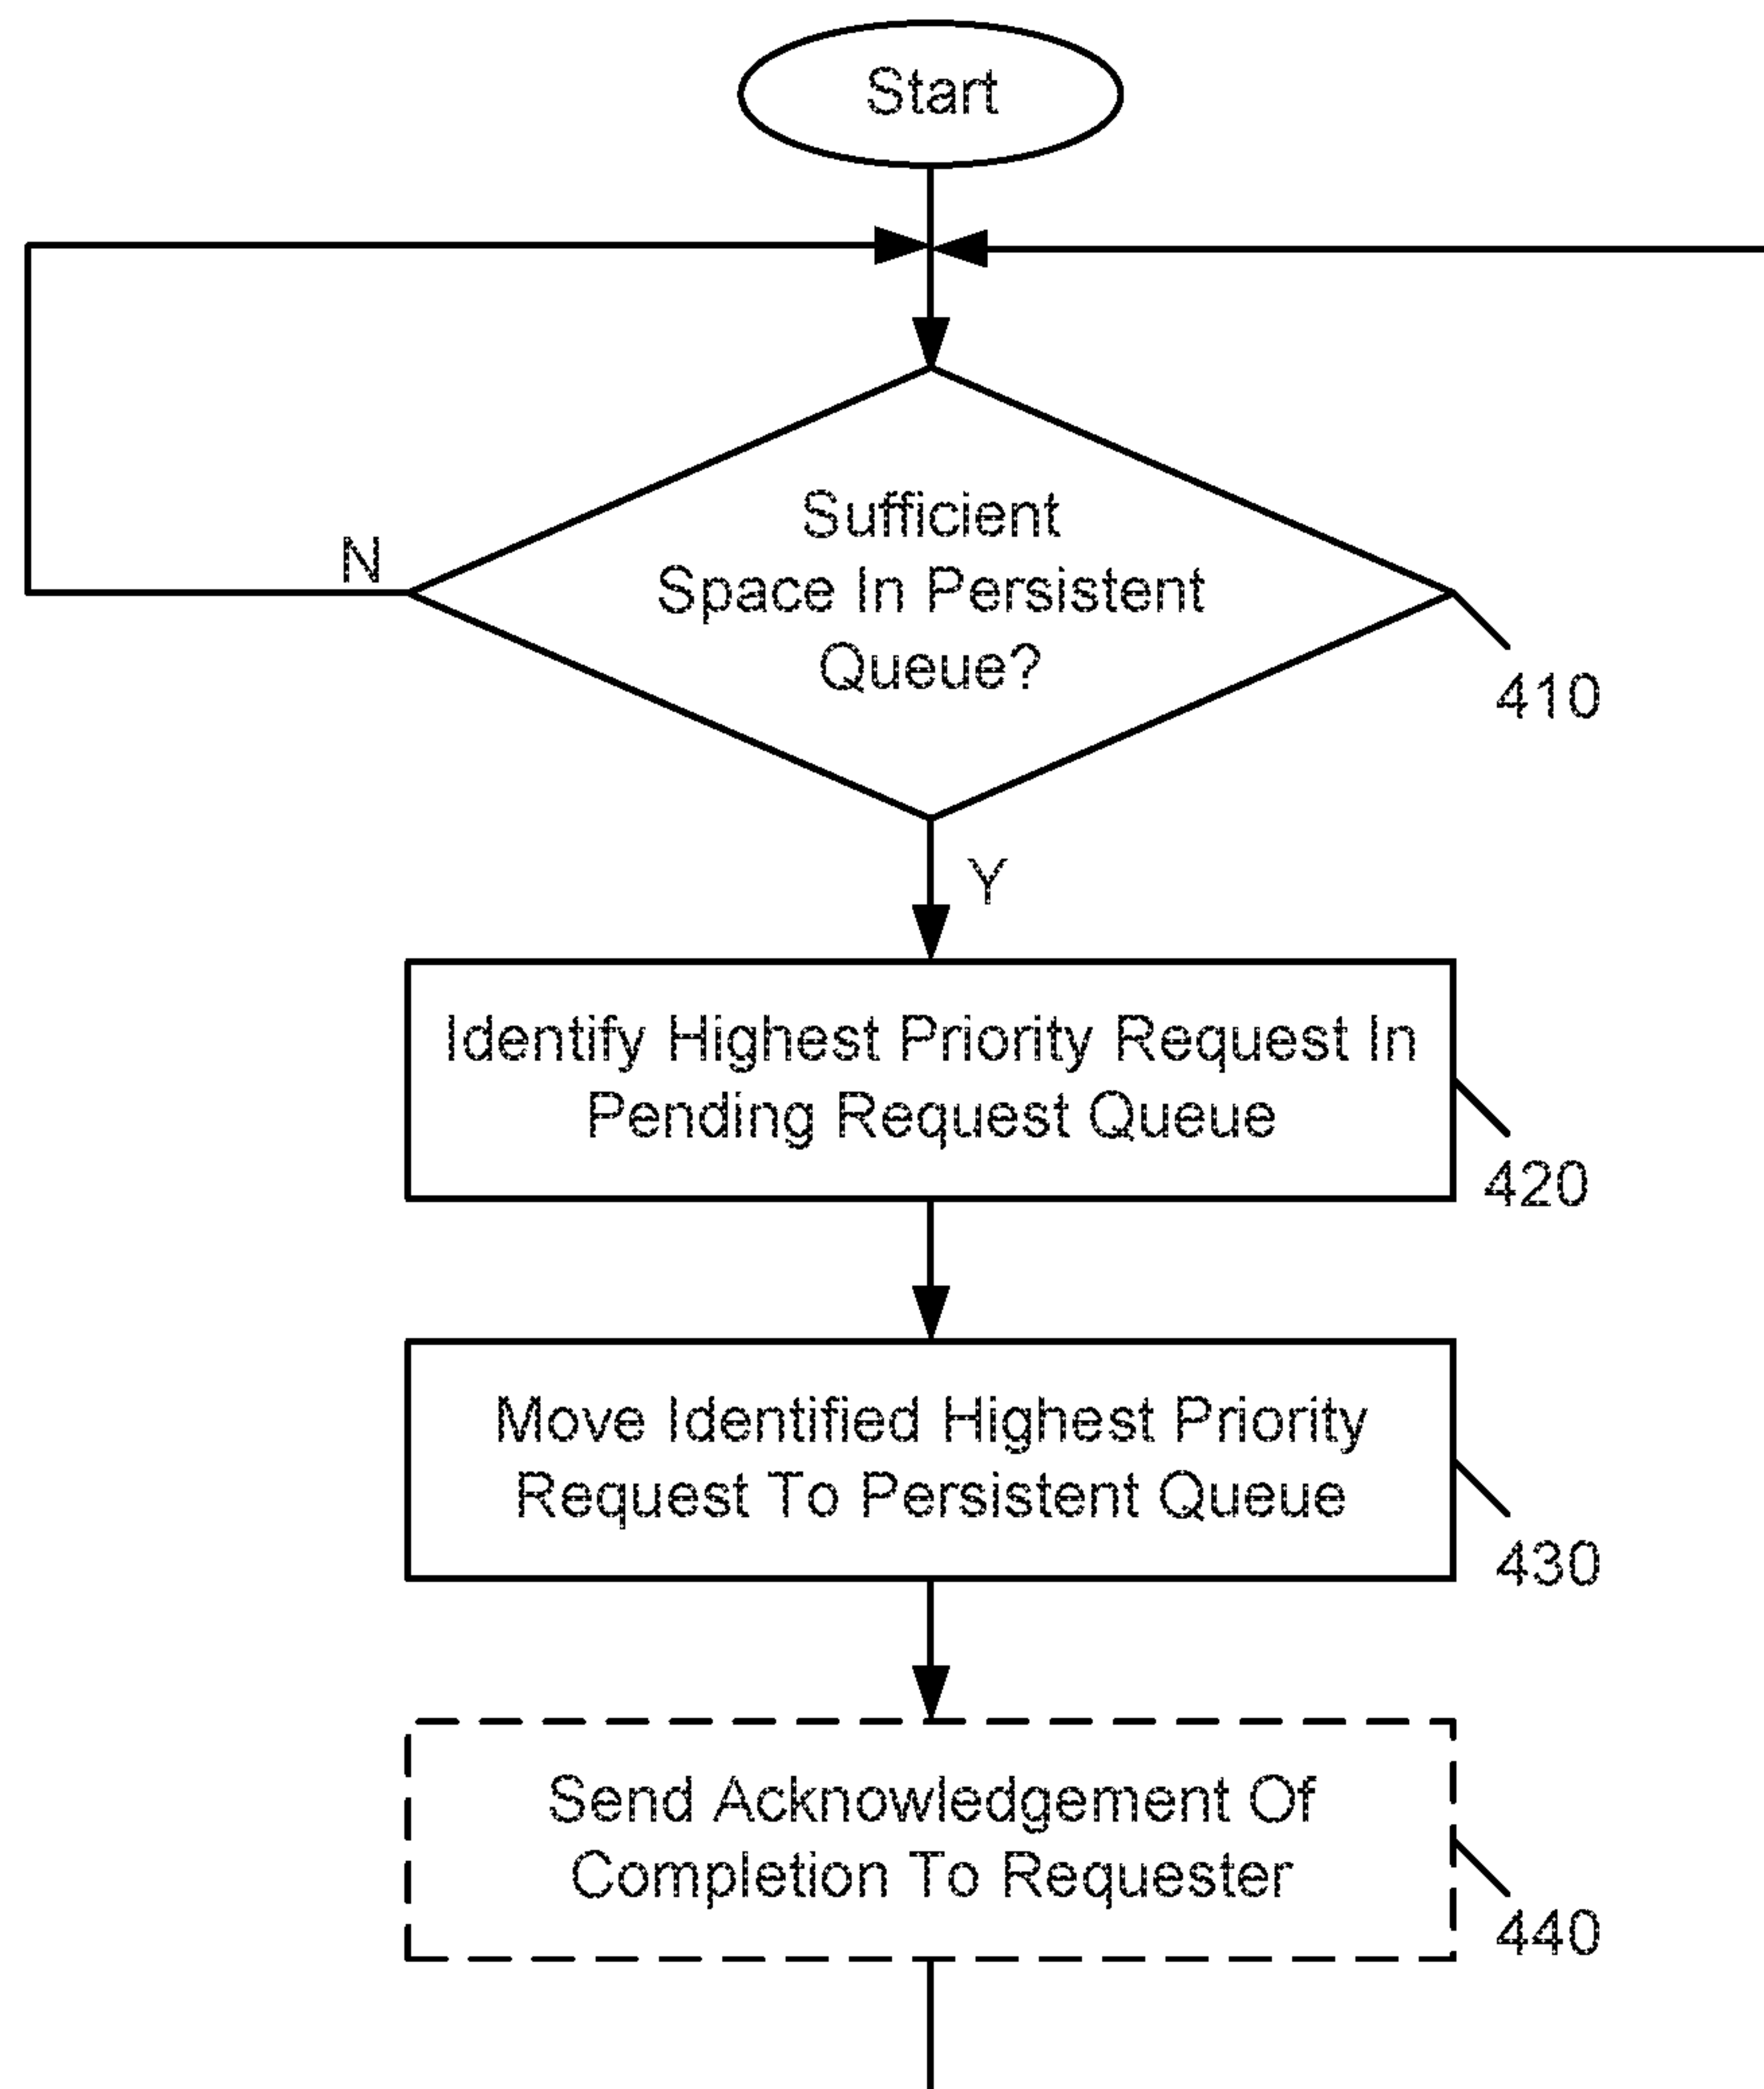 Start
Sufficient
Space In Persistent
Queue?
N
410
Y
Identify Highest Priority Request In
Pending Request Queue
420
Move Identified Highest Priority
Request To Persistent Queue
430
Send Acknowledgement Of
Completion To Requester
440